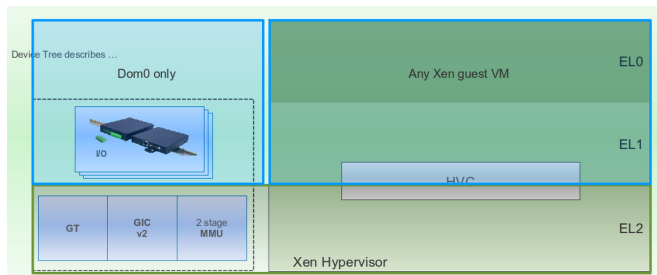 Device Tree describes …
Dom0 only
Any Xen guest VM
EL0
I/O
EL1
HVC
GT
GIC
v2
2 stage
MMU
EL2
Xen Hypervisor